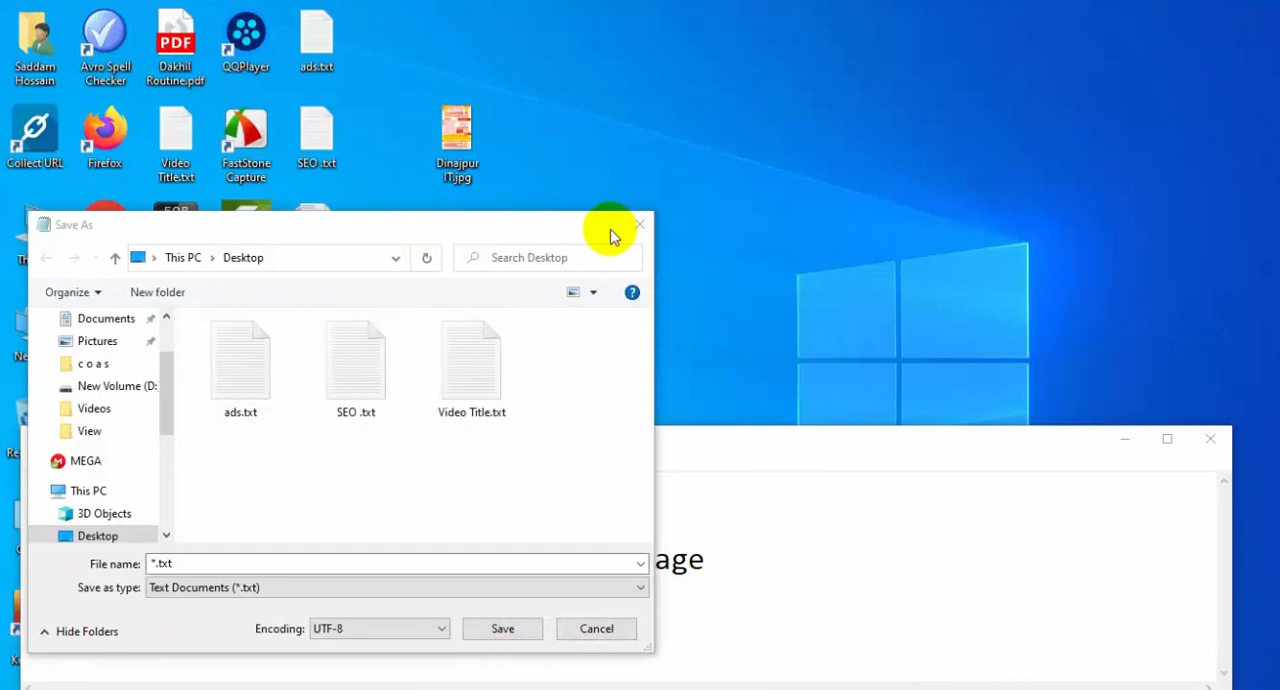 Saddam
Hossain
Avro Spell
Checker
PDF
Dakhil
Routine.pdf
QQPlayer
ads.txt
Collect URL
Firefox
Video
Title.txt
FastStone
Capture
SEO .txt
Dinajpur
IT.jpg
Save As
This PC
Desktop
Search Desktop
Organize
New folder
Documents
Pictures
c o a s
New Volume (D:
Videos
View
MEGA
This PC
3D Objects
Desktop
ads.txt
SEO .txt
Video Title.txt
File name: *.txt
Save as type: Text Documents (*.txt)
Hide Folders
Encoding: UTF-8
Save
Cancel
age